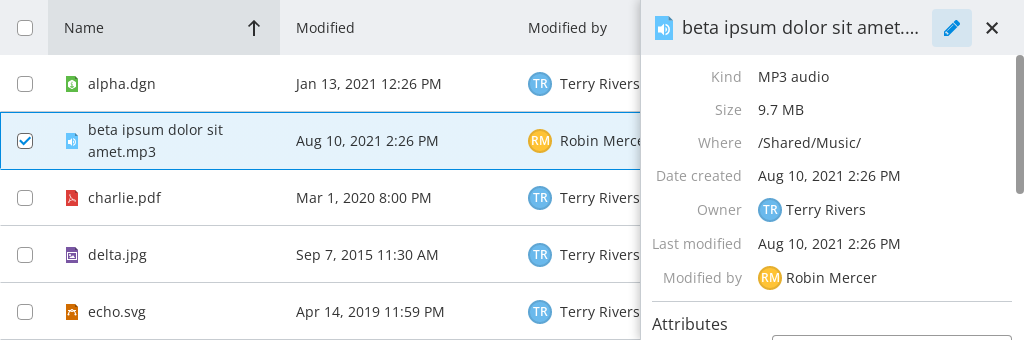 Name Modified Modified by
alpha.dgn Jan 13, 2021 12:26 PM TR Terry Rivers
beta ipsum dolor sit
amet.mp3 Aug 10, 2021 2:26 PM RM Robin Merce
charlie.pdf Mar 1, 2020 8:00 PM TR Terry Rivers
delta.jpg Sep 7, 2015 11:30 AM TR Terry Rivers
echo.svg Apr 14, 2019 11:59 PM TR Terry Rivers
beta ipsum dolor sit amet....
Kind MP3 audio
Size 9.7 MB
Where /Shared/Music/
Date created Aug 10, 2021 2:26 PM
Owner TR Terry Rivers
Last modified Aug 10, 2021 2:26 PM
Modified by RM Robin Mercer
Attributes